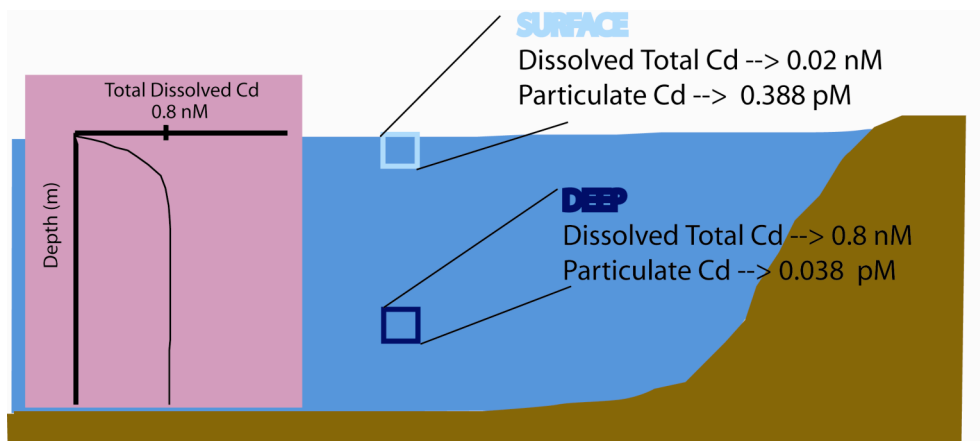 SURFACE
Dissolved Total Cd --> 0.02 nM
Particulate Cd --> 0.388 pM
Total Dissolved Cd
0.8 nM
Depth (m)
DEEP
Dissolved Total Cd --> 0.8 nM
Particulate Cd --> 0.038 pM